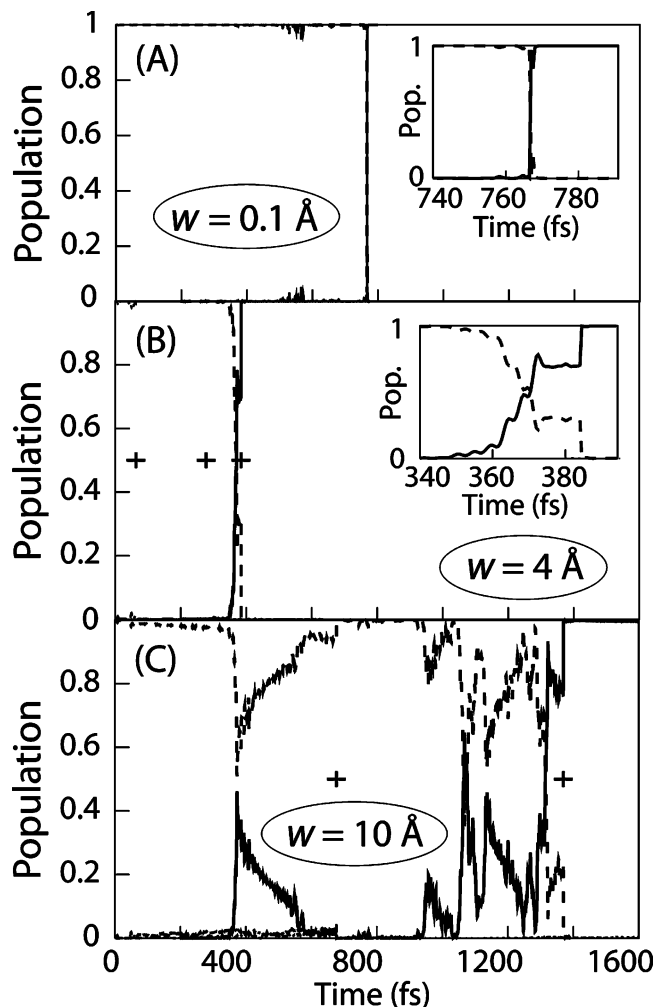 1
(A)
0.8
0.6
0.4
0.2
0
Population
w = 0.1 Å
1
Pop.
0
740 760 780
Time (fs)
(B)
0.8
0.6
0.4
0.2
0
Population
1
Pop.
0
340 360 380
Time (fs)
w = 4 Å
(C)
0.8
0.6
0.4
0.2
0
Population
w = 10 Å
0 400 800 1200 1600
Time (fs)